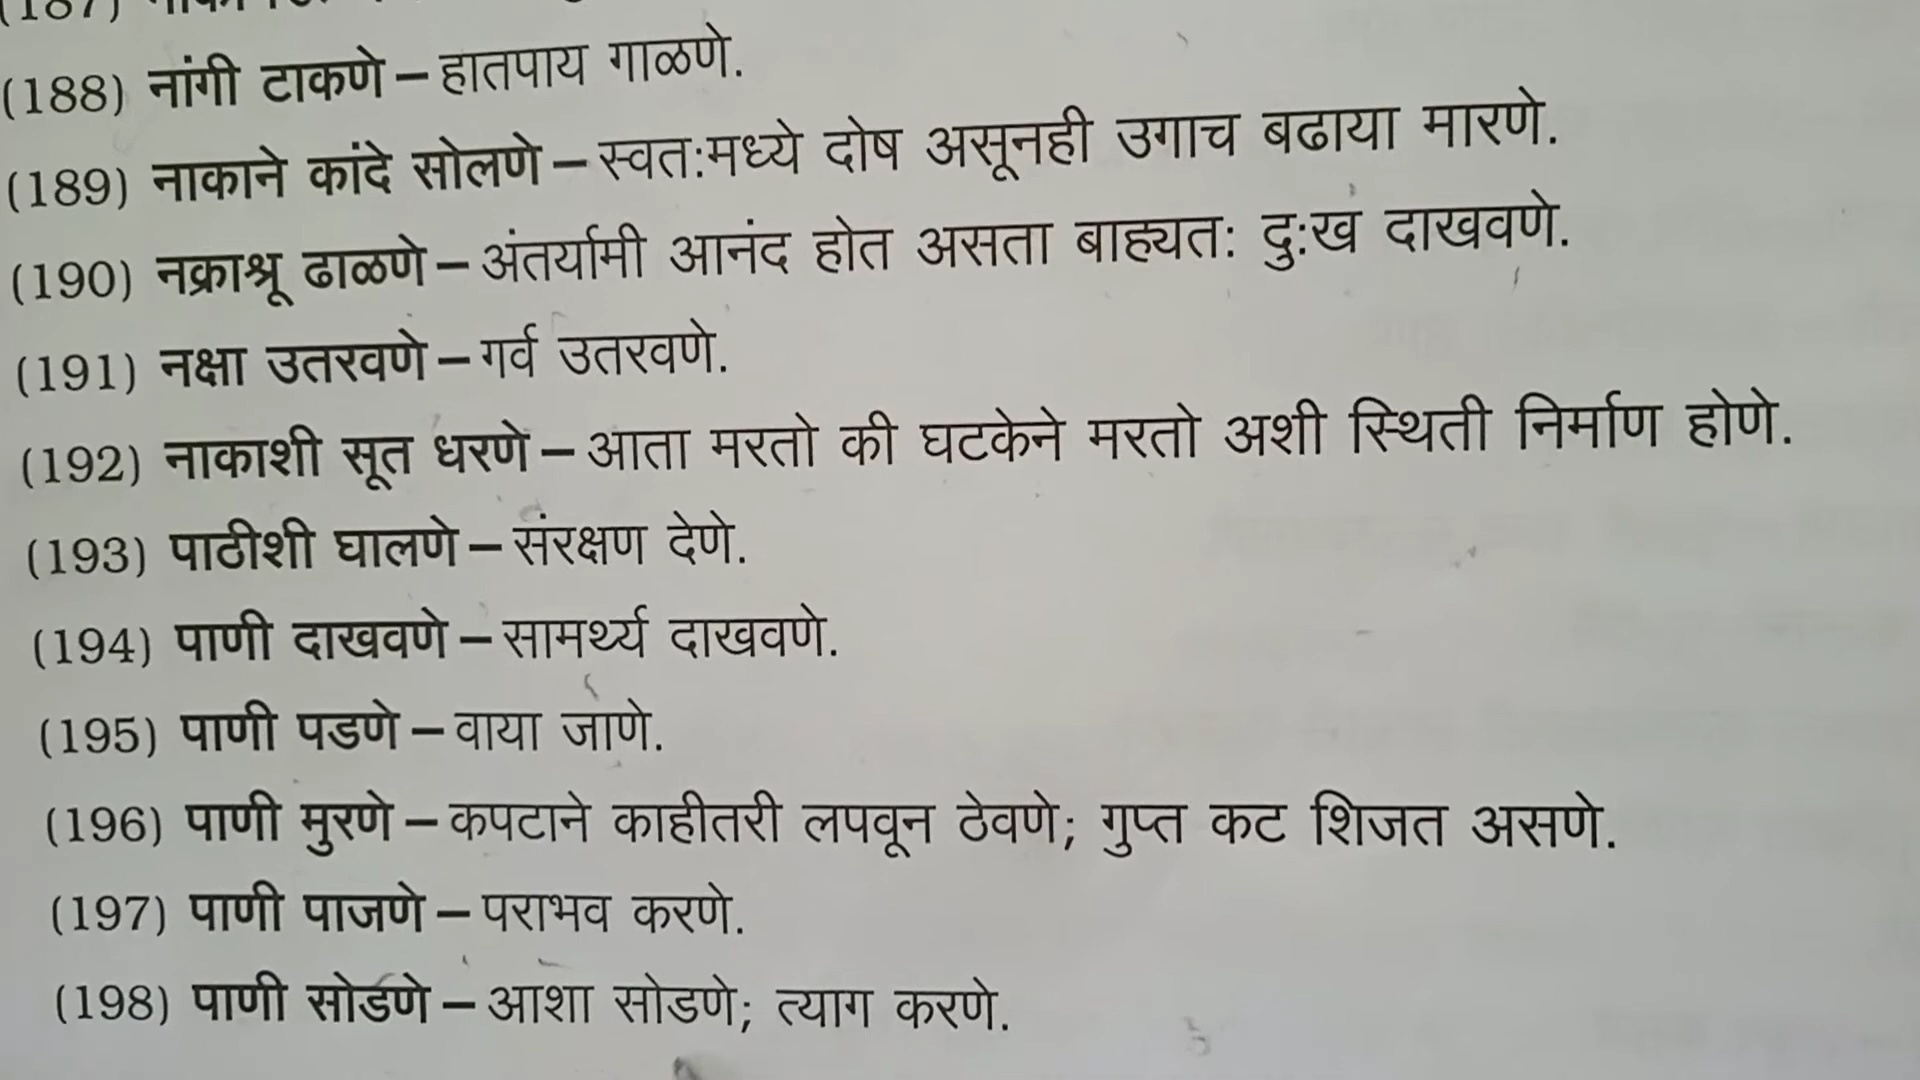 (187)
(188) नांगी टाकणे – हातपाय गाळणे.
(189) नाकाने कांदे सोलणे – स्वत:मध्ये दोष असूनही उगाच बढाया मारणे.
(190) नक्राश्रू ढाळणे – अंतर्यामी आनंद होत असता बाह्यत: दु:ख दाखवणे.
(191) नक्षा उतरवणे – गर्व उतरवणे.
(192) नाकाशी सूत धरणे – आता मरतो की घटकेने मरतो अशी स्थिती निर्माण होणे.
(193) पाठीशी घालणे – संरक्षण देणे.
(194) पाणी दाखवणे – सामर्थ्य दाखवणे.
(195) पाणी पडणे – वाया जाणे.
(196) पाणी मुरणे – कपटाने काहीतरी लपवून ठेवणे; गुप्त कट शिजत असणे.
(197) पाणी पाजणे – पराभव करणे.
(198) पाणी सोडणे – आशा सोडणे; त्याग करणे.